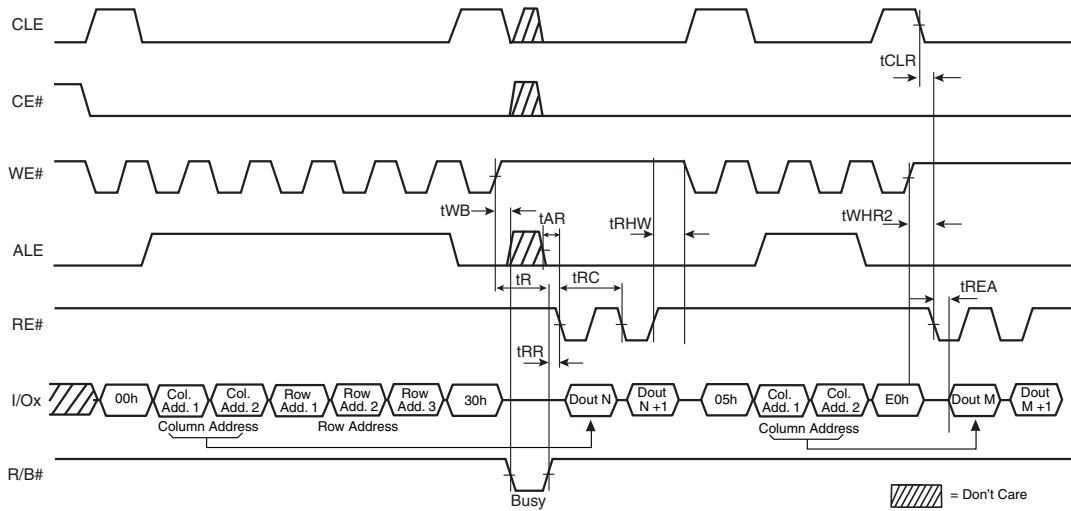 CLE
tCLR
CE#
WE#
tWB
tAR
tRHW
tWHR2
ALE
tR
tRC
tREA
RE#
tRR
I/Ox
00h
Col. Add. 1
Col. Add. 2
Row Add. 1
Row Add. 2
Row Add. 3
30h
Dout N
Dout N +1
05h
Col. Add. 1
Col. Add. 2
E0h
Dout M
Dout M +1
Column Address
Row Address
Column Address
R/B#
Busy
= Don't Care